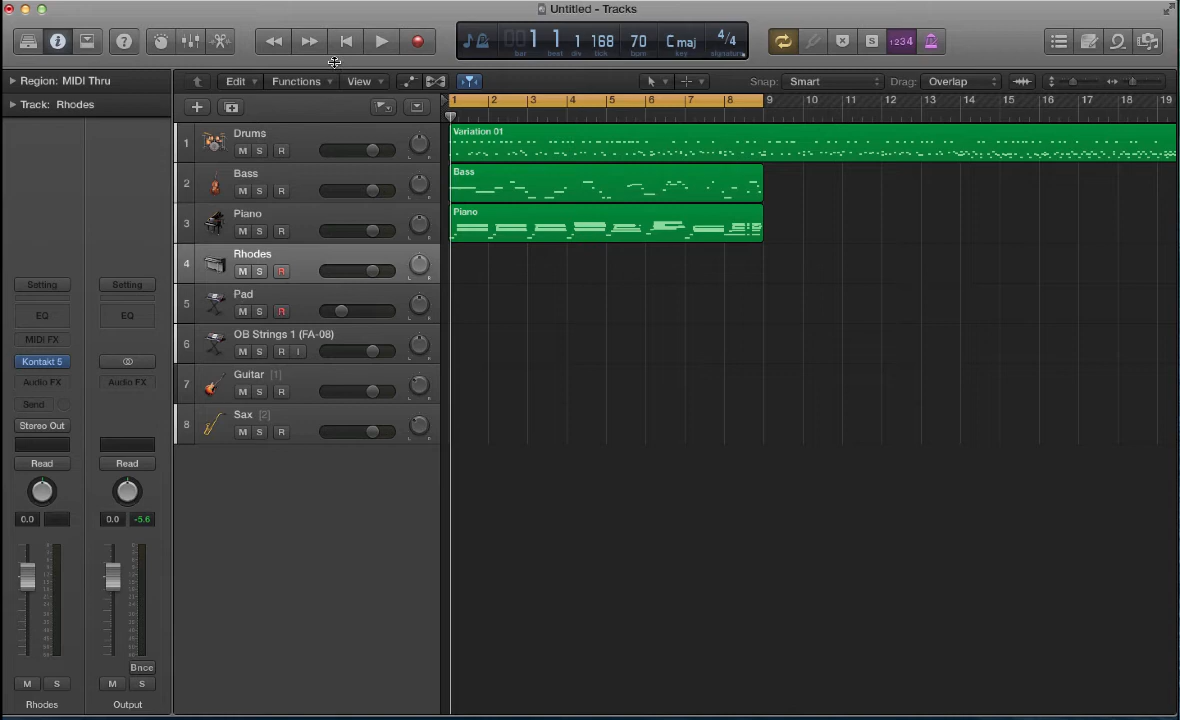 Untitled - Tracks
1 1 1 168 70 C maj 4/4
bar beat div tick bpm key signature
1234
Region: MIDI Thru
Edit Functions View Snap: Smart Drag: Overlap
Track: Rhodes
1 2 3 4 5 6 7 8 9 10 11 12 13 14 15 16 17 18 19
1 Drums
M S R
Variation 01
2 Bass
M S R
Bass
3 Piano
M S R
Piano
4 Rhodes
M S R
5 Pad
M S R
6 OB Strings 1 (FA-08)
M S R I
7 Guitar [1]
M S R
8 Sax [2]
M S R
Setting Setting
EQ EQ
MIDI FX
Kontakt 5
Audio FX Audio FX
Send
Stereo Out
Read Read
0.0 0.0 -5.6
Bnce
M S M S
Rhodes Output